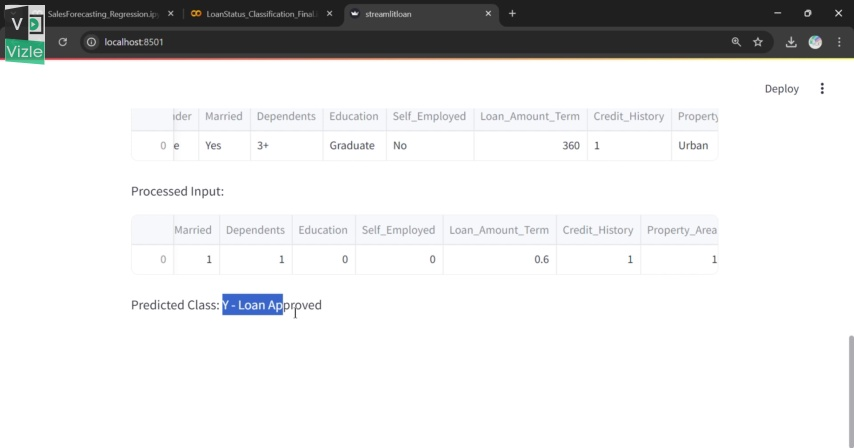 SalesForecasting_Regression.ip
LoanStatus_Classification_Final.i
streamlitloan
V
Vizle
localhost:8501
Deploy
der Married Dependents Education Self_Employed Loan_Amount_Term Credit_History Property
0 e Yes 3+ Graduate No 360 1 Urban
Processed Input:
Married Dependents Education Self_Employed Loan_Amount_Term Credit_History Property_Area
0 1 1 0 0 0.6 1 1
Predicted Class: Y - Loan Approved